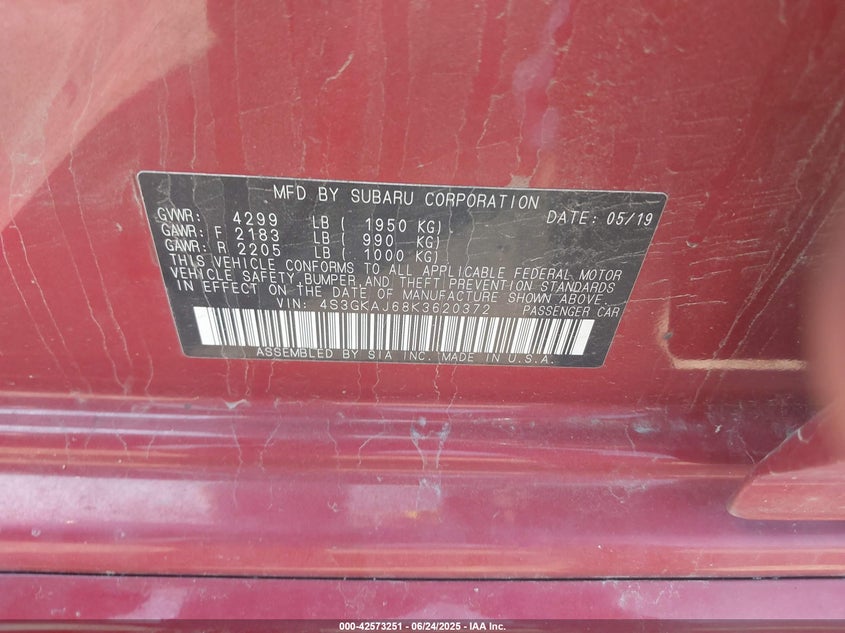 MFD BY SUBARU CORPORATION DATE: 05/19
GVWR: 4299 LB ( 1950 KG)
GAWR: F 2183 LB ( 990 KG)
GAWR: R 2205 LB ( 1000 KG)
THIS VEHICLE CONFORMS TO ALL APPLICABLE FEDERAL MOTOR
VEHICLE SAFETY BUMPER, AND THEFT PREVENTION STANDARDS
IN EFFECT ON THE DATE OF MANUFACTURE SHOWN ABOVE.
VIN: 4S3GKAJ68K3620372 PASSENGER CAR
ASSEMBLED BY SIA INC. MADE IN U.S.A.
000-42573251 - 06/24/2025 - IAA Inc.